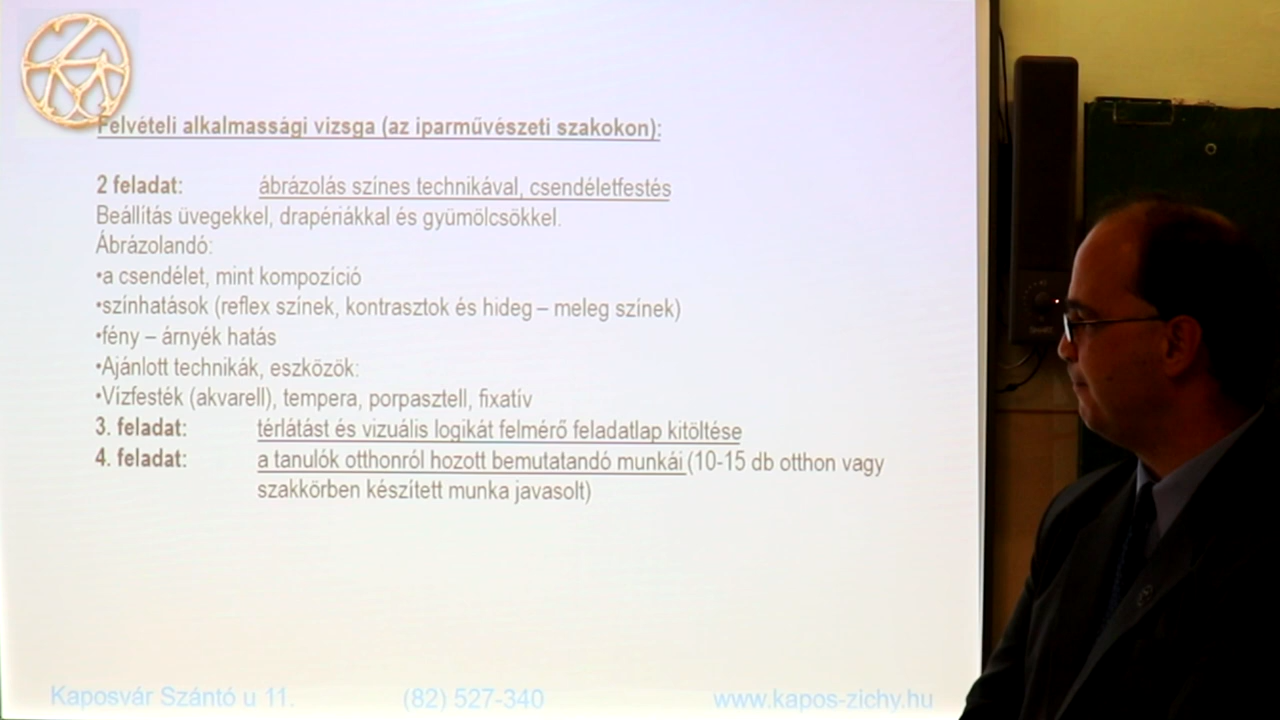 Felvételi alkalmassági vizsga (az iparművészeti szakokon):
2 feladat: ábrázolás színes technikával, csendéletfestés
Beállítás üvegekkel, drapériákkal és gyümölcsökkel.
Ábrázolandó:
•a csendélet, mint kompozíció
•színhatások (reflex színek, kontrasztok és hideg – meleg színek)
•fény – árnyék hatás
•Ajánlott technikák, eszközök:
•Vízfesték (akvarell), tempera, porpasztell, fixatív
3. feladat: térlátást és vizuális logikát felmérő feladatlap kitöltése
4. feladat: a tanulók otthonról hozott bemutatandó munkái (10-15 db otthon vagy
szakkörben készített munka javasolt)
Kaposvár Szántó u 11. (82) 527-340 www.kapos-zichy.hu